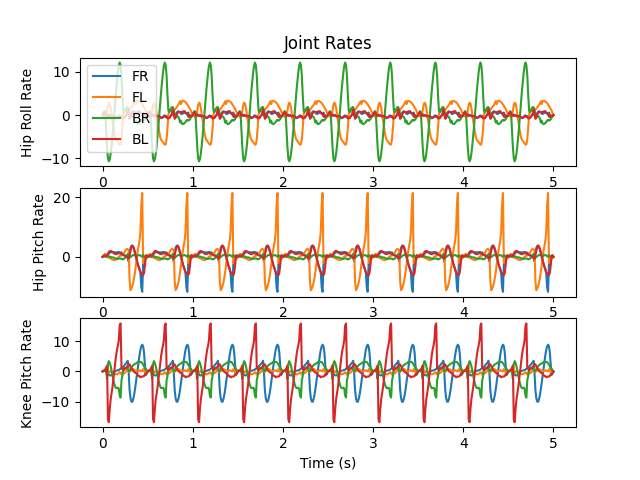 Joint Rates
Hip Roll Rate
10
0
−10
FR
FL
BR
BL
0 1 2 3 4 5
Hip Pitch Rate
20
0
0 1 2 3 4 5
Knee Pitch Rate
10
0
−10
0 1 2 3 4 5
Time (s)